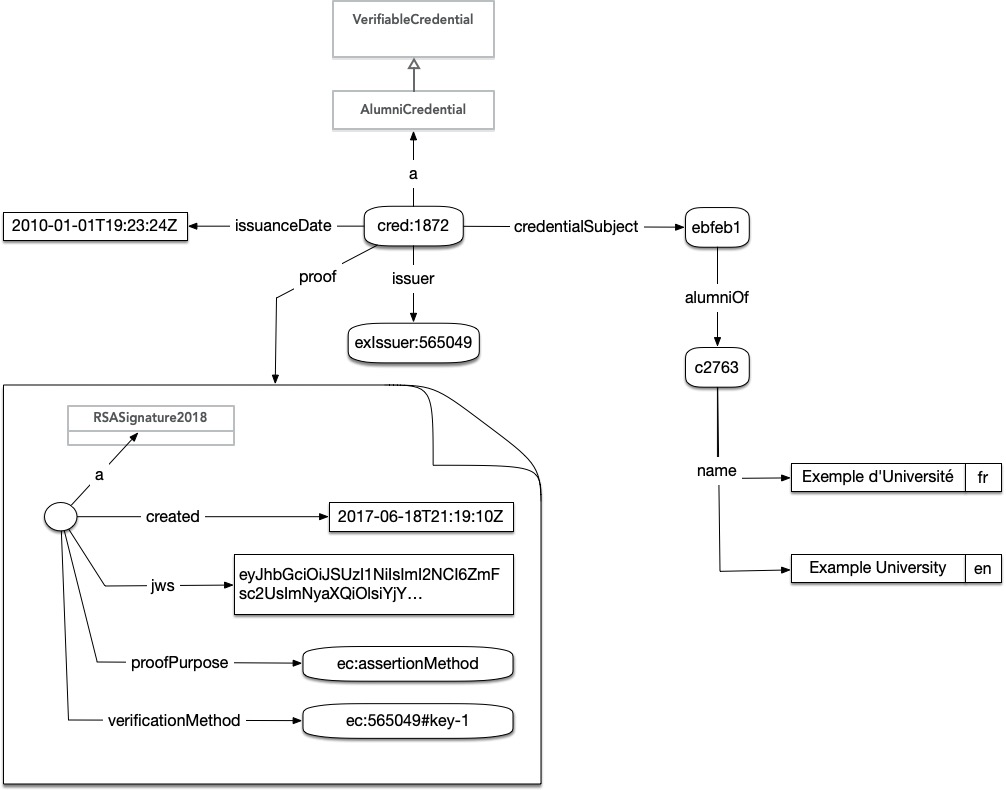 VerifiableCredential
AlumniCredential
a
2010-01-01T19:23:24Z
issuanceDate
cred:1872
credentialSubject
ebfeb1
proof
issuer
alumniOf
exIssuer:565049
c2763
RSASignature2018
a
name
Exemple d'Université
fr
created
2017-06-18T21:19:10Z
Example University
en
jws
eyJhbGciOiJSUzI1NiIsImI2NCI6ZmF
sc2UsImNyaXQiOlsiYjY...
proofPurpose
ec:assertionMethod
verificationMethod
ec:565049#key-1